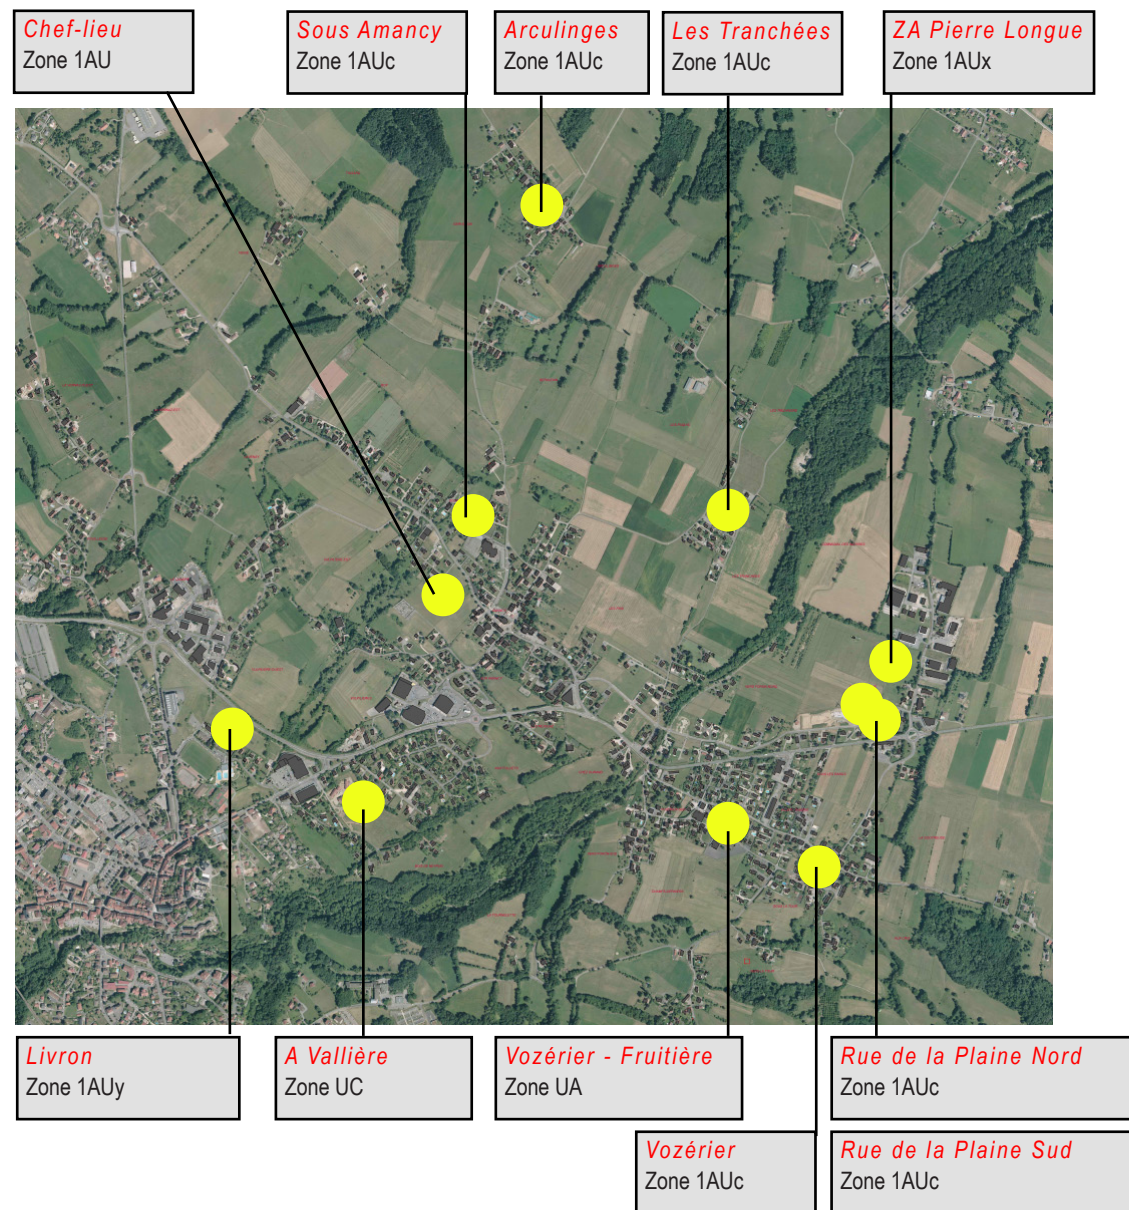 Chef-lieu
Zone 1AU
Sous Amancy
Zone 1AUc
Arculinges
Zone 1AUc
Les Tranchées
Zone 1AUc
ZA Pierre Longue
Zone 1AUx
Livron
Zone 1AUy
A Vallière
Zone UC
Vozérier - Fruitière
Zone UA
Rue de la Plaine Nord
Zone 1AUc
Vozérier
Zone 1AUc
Rue de la Plaine Sud
Zone 1AUc